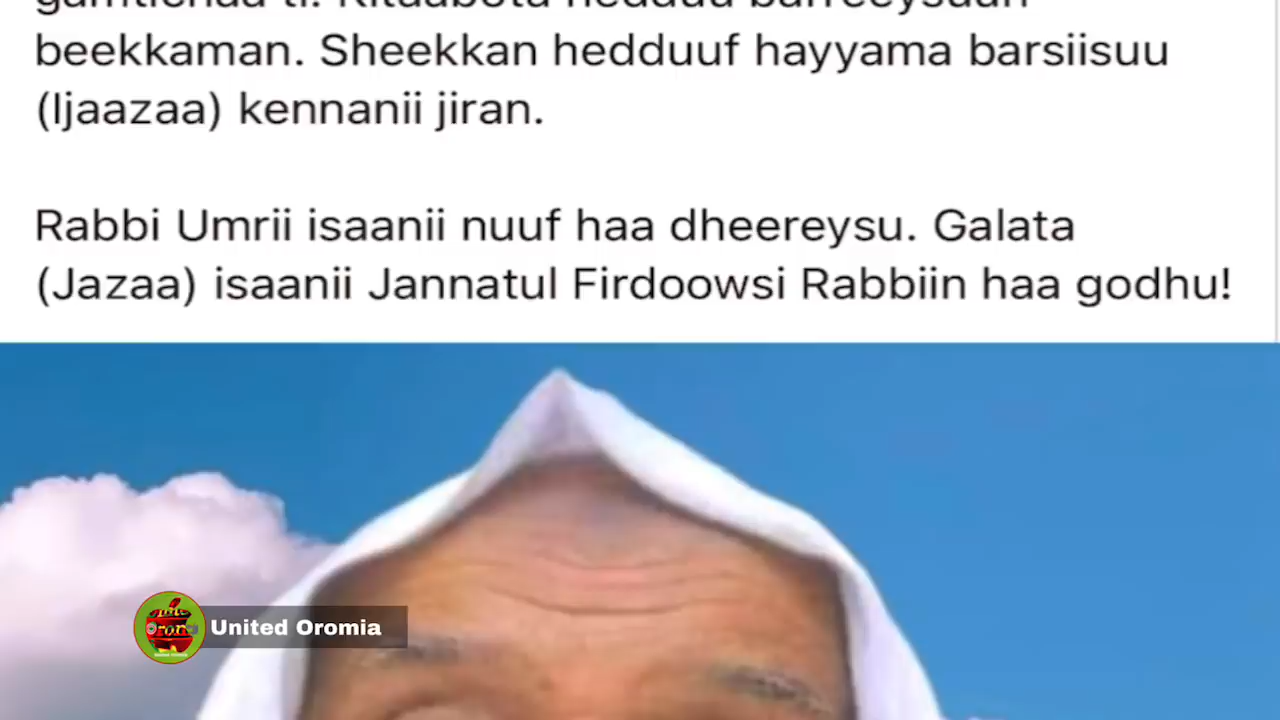 beekkaman. Sheekkan hedduuf hayyama barsiisuu
(Ijaazaa) kennanii jiran.
Rabbi Umrii isaanii nuuf haa dheereysu. Galata
(Jazaa) isaanii Jannatul Firdoowsi Rabbiin haa godhu!
United Oromia